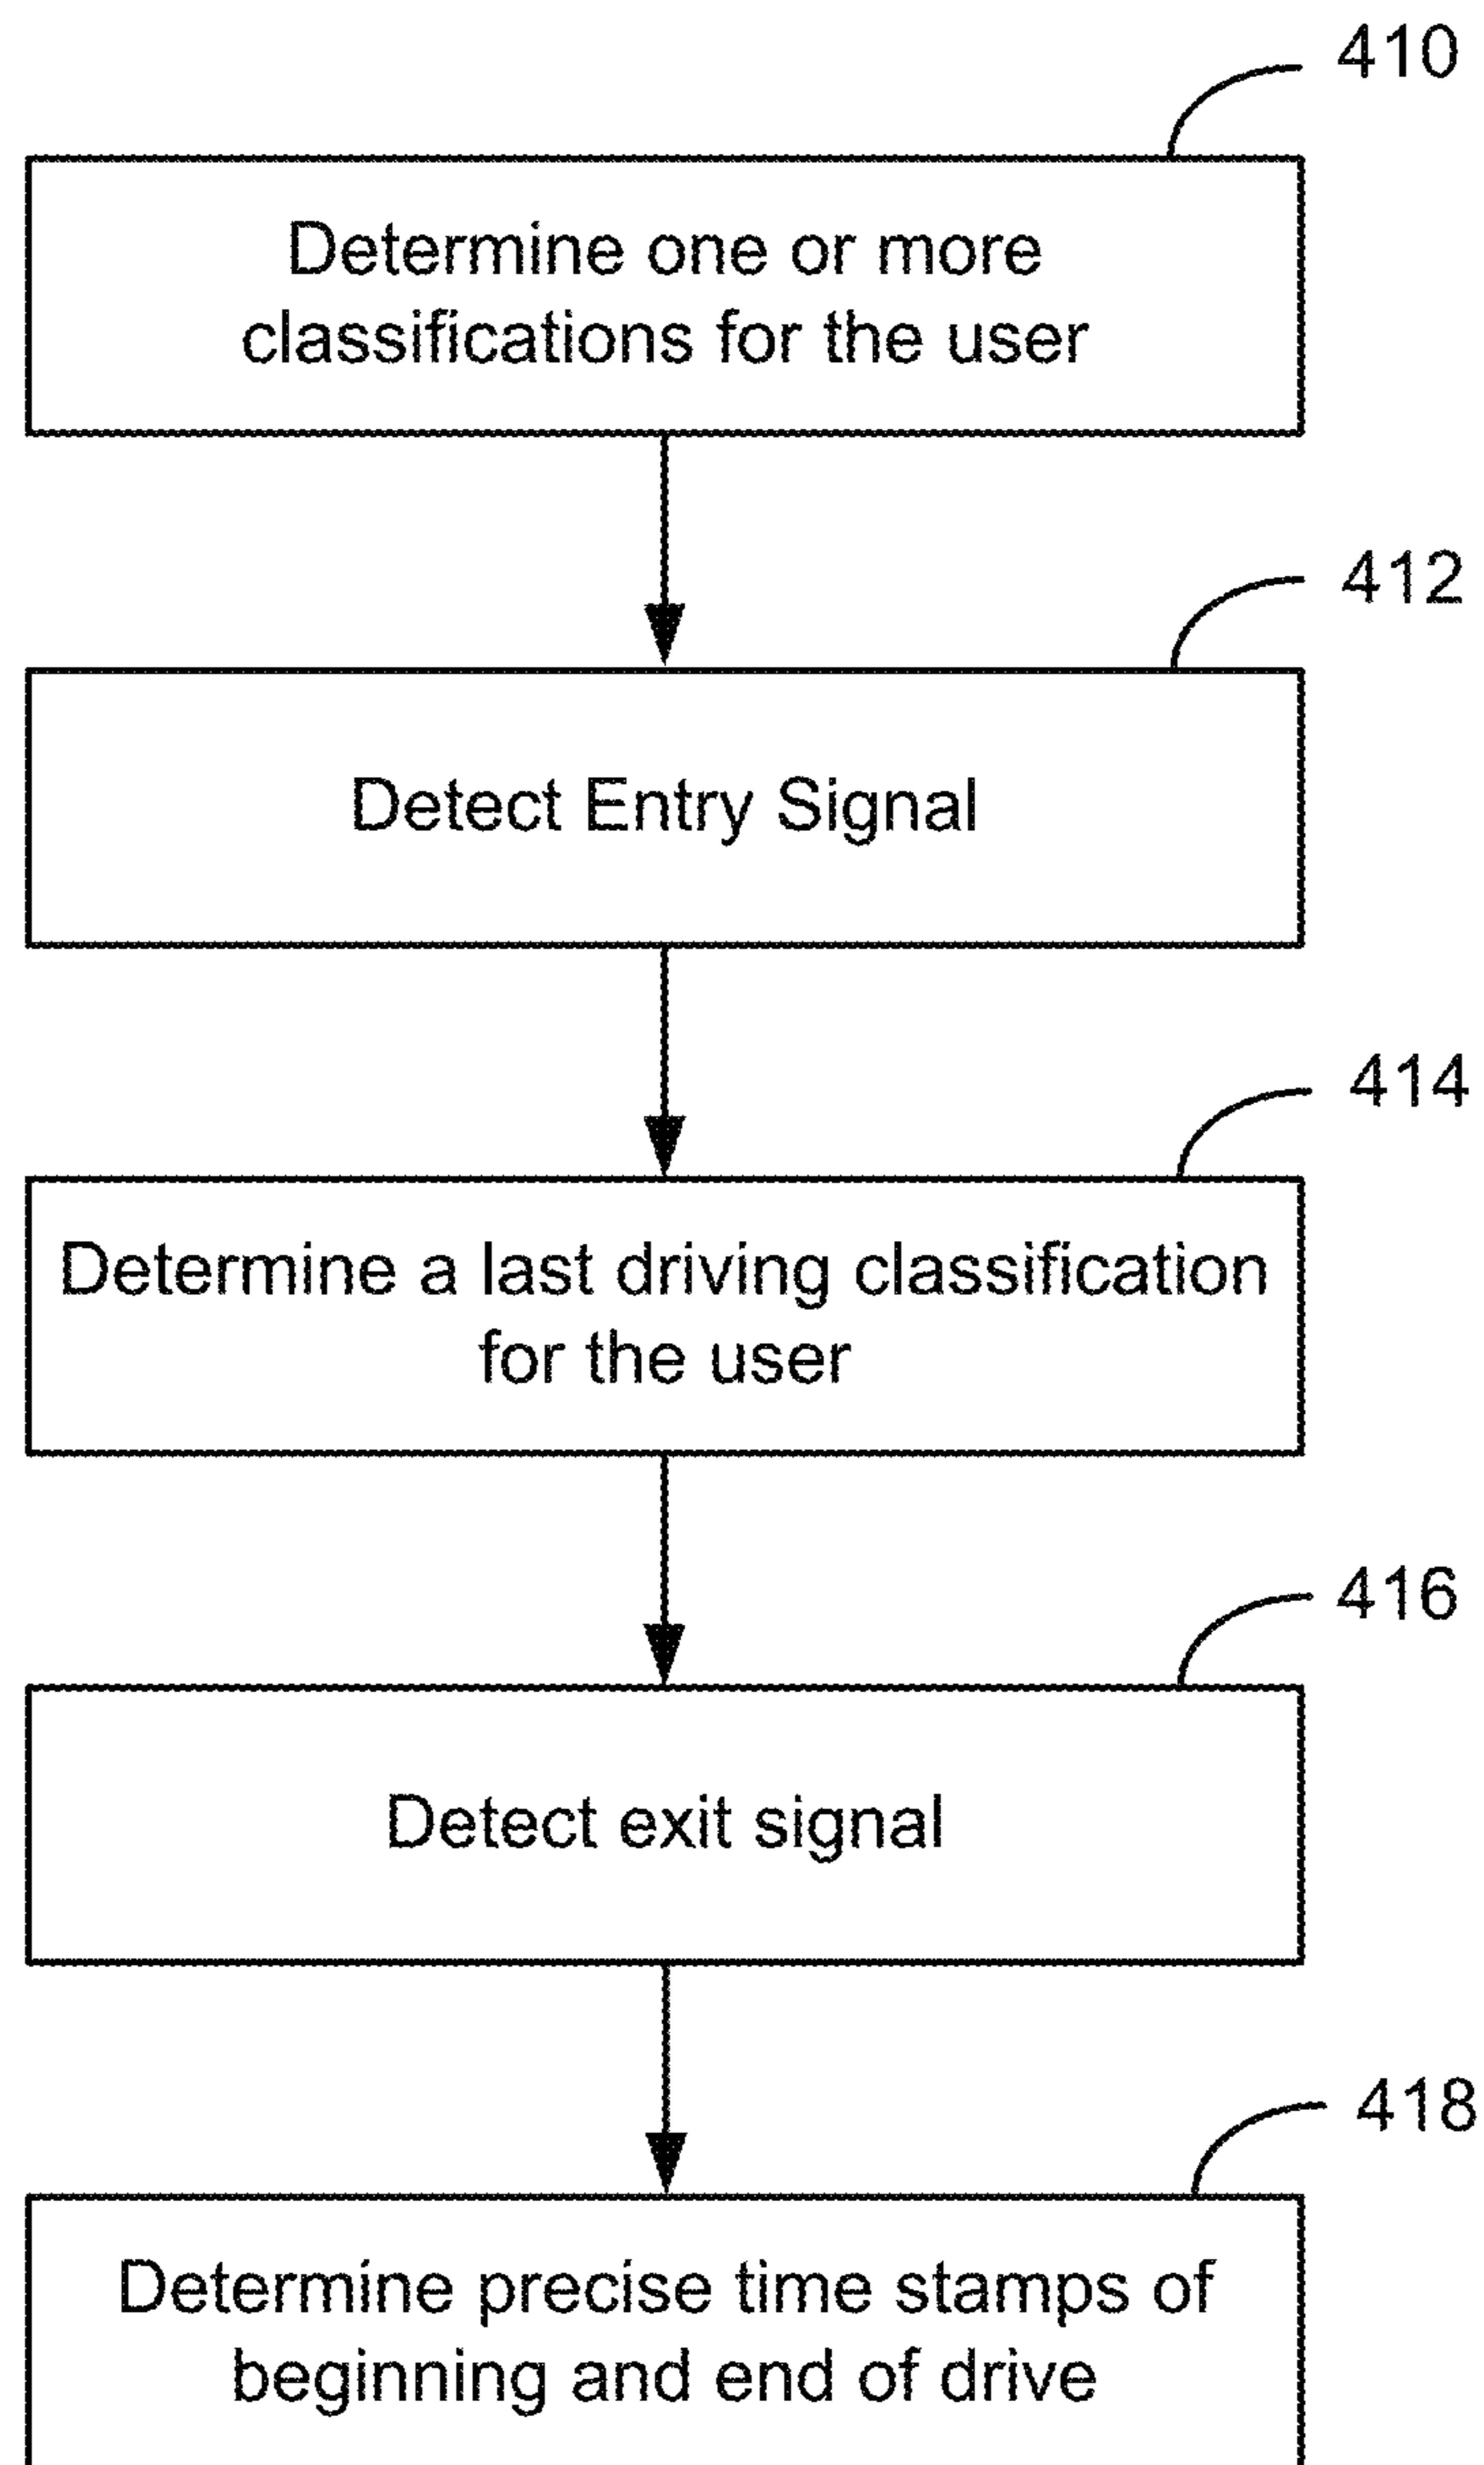 410
Determine one or more
classifications for the user
412
Detect Entry Signal
414
Determine a last driving classification
for the user
416
Detect exit signal
418
Determine precise time stamps of
beginning and end of drive